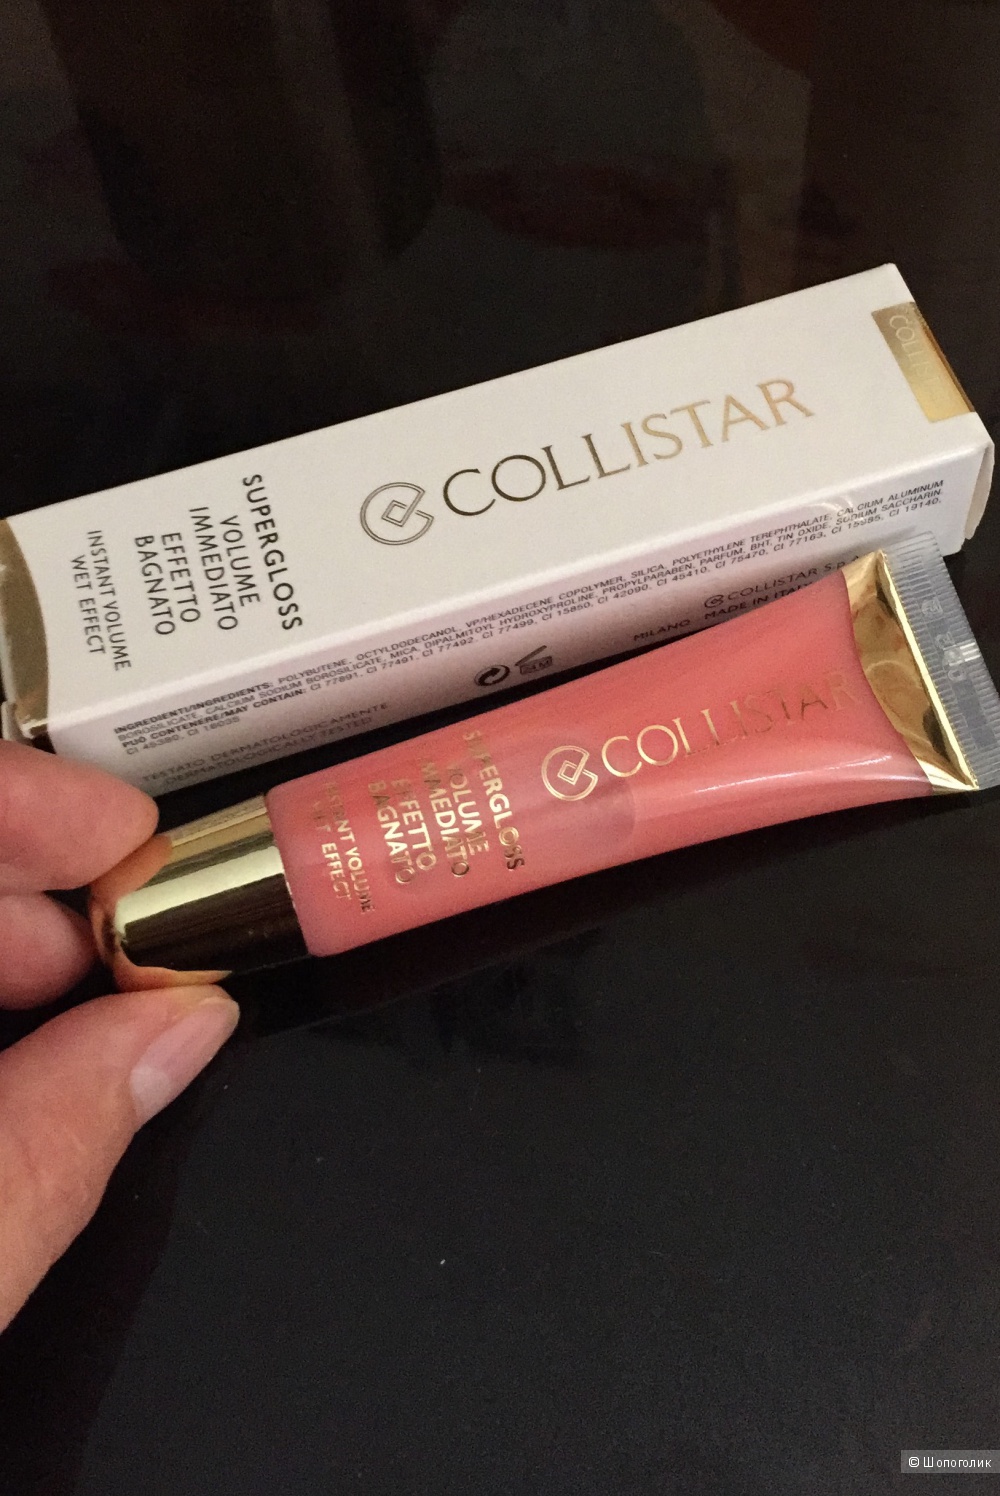 COLLISTAR
SUPERGLOSS
VOLUME
IMMEDIATO
EFFETTO
BAGNATO
INSTANT VOLUME
WET EFFECT
INGREDIENTI/INGREDIENTS: POLYBUTENE, OCTYLDODECANOL, VP/HEXADECENE COPOLYMER, SILICA, POLYETHYLENE TEREPHTHALATE, CALCIUM ALUMINUM
BOROSILICATE, CALCIUM SODIUM BOROSILICATE, MICA, DIPALMITOYL HYDROXYPROLINE, PROPYLPARABEN, PARFUM, BHT, TIN OXIDE, SODIUM SACCHARIN.
PUÒ CONTENERE/MAY CONTAIN: CI 77891, CI 77491, CI 77492, CI 77499, CI 15850, CI 42090, CI 45410, CI 75470, CI 77163, CI 15985, CI 19140,
CI 45380, CI 16035
TESTATO DERMATOLOGICAMENTE
DERMATOLOGICALLY TESTED
COLLISTAR S.P.A.
MILANO MADE IN
COLLISTAR
SUPERGLOSS
VOLUME
IMMEDIATO
EFFETTO
BAGNATO
INSTANT VOLUME
WET EFFECT
© Шопоголик